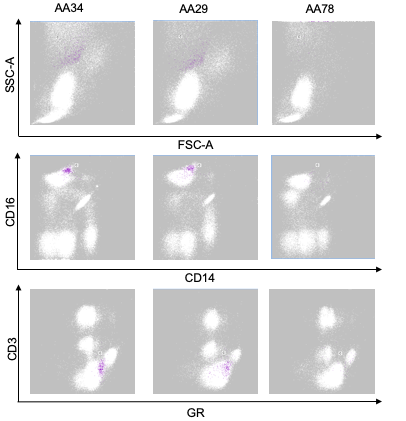 AA34 AA29 AA78
SSC-A
FSC-A
CD16
CD14
CD3
GR